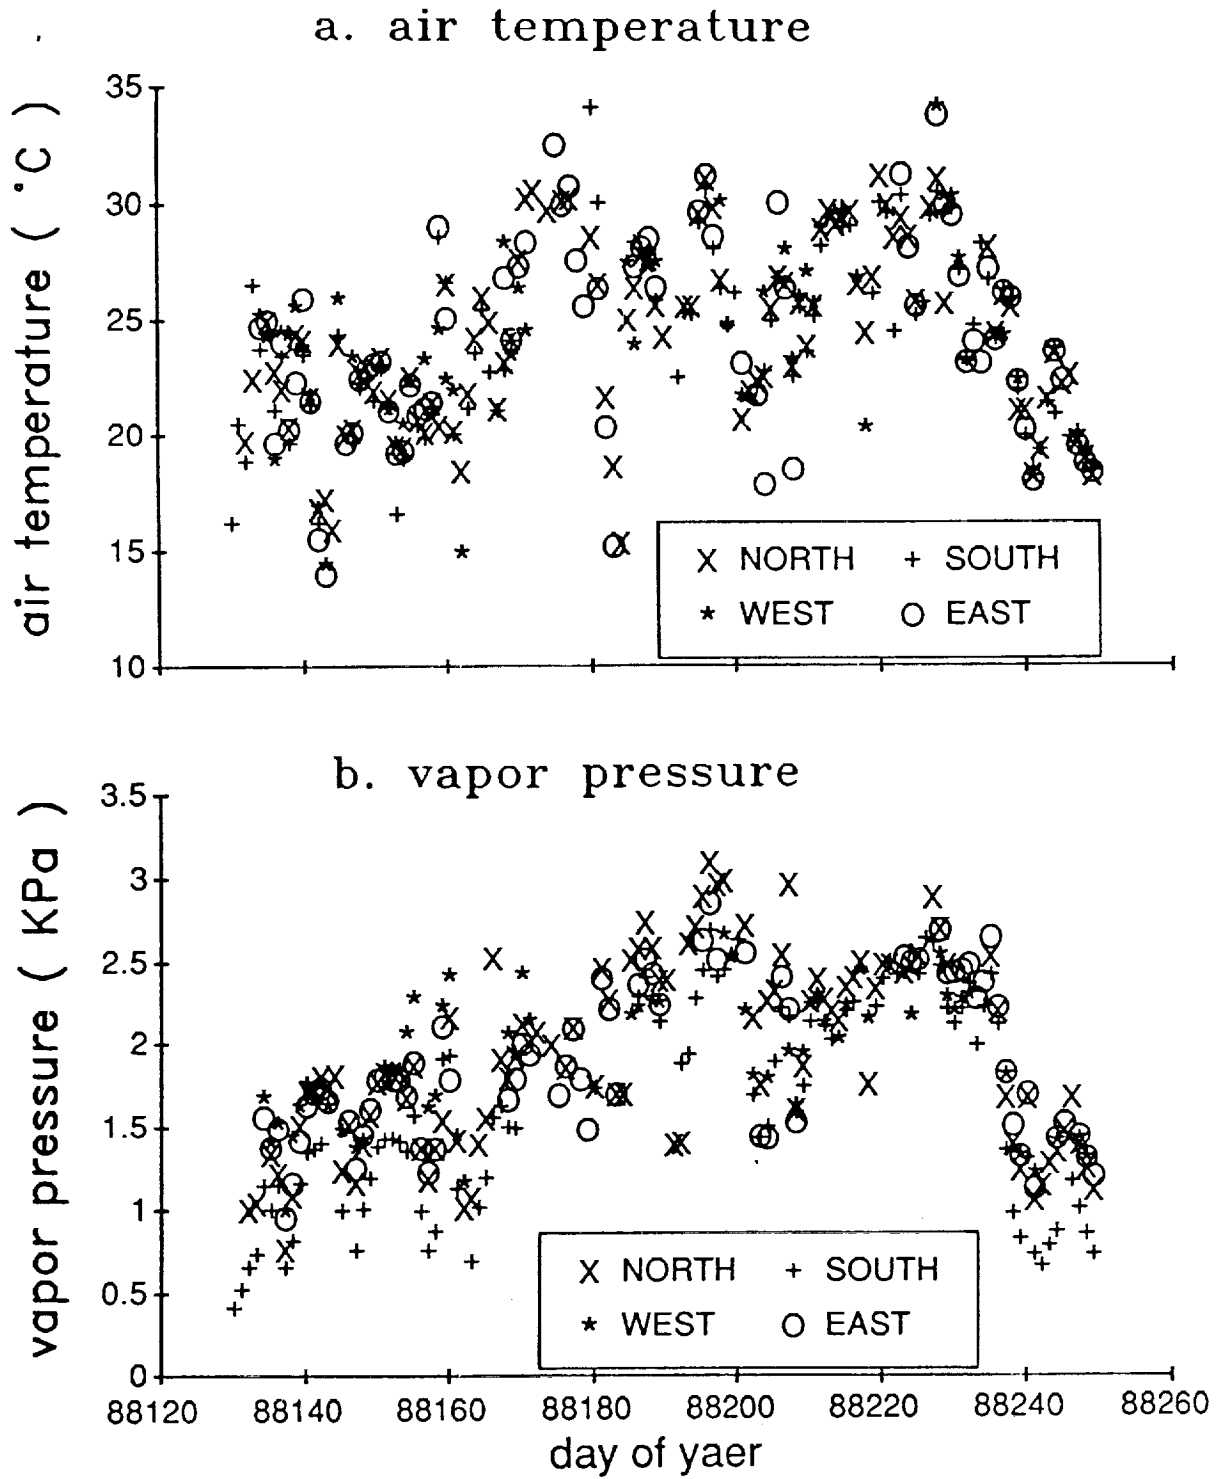 a. air temperature
air temperature ( °C )
35
30
25
20
15
10
X NORTH + SOUTH
* WEST O EAST
b. vapor pressure
vapor pressure ( KPa )
3.5
3
2.5
2
1.5
1
0.5
0
X NORTH + SOUTH
* WEST O EAST
88120 88140 88160 88180 88200 88220 88240 88260
day of yaer